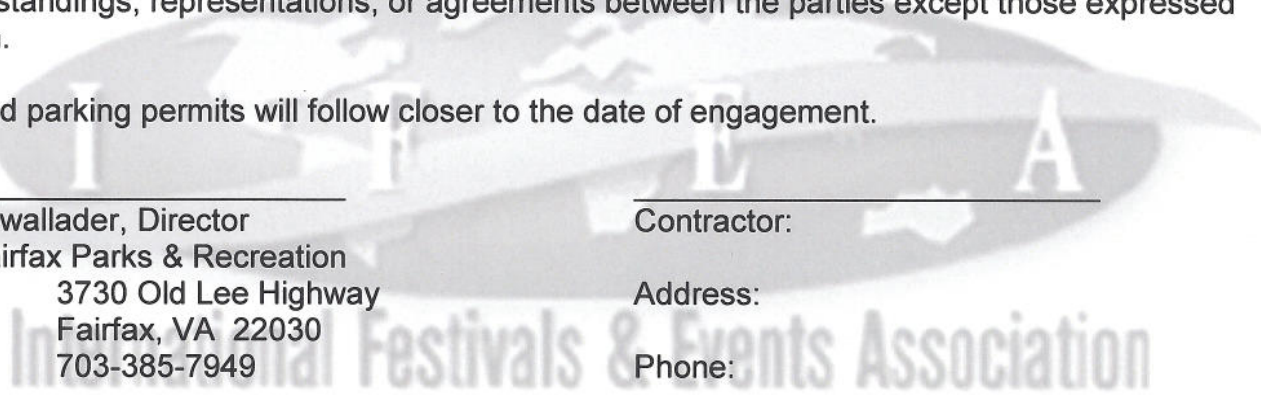 standings, representations, or agreements between the parties except those expressed
d parking permits will follow closer to the date of engagement.
wallader, Director
irfax Parks & Recreation
3730 Old Lee Highway
Fairfax, VA 22030
703-385-7949
Contractor:
Address:
Phone:
I F E A
International Festivals & Events Association